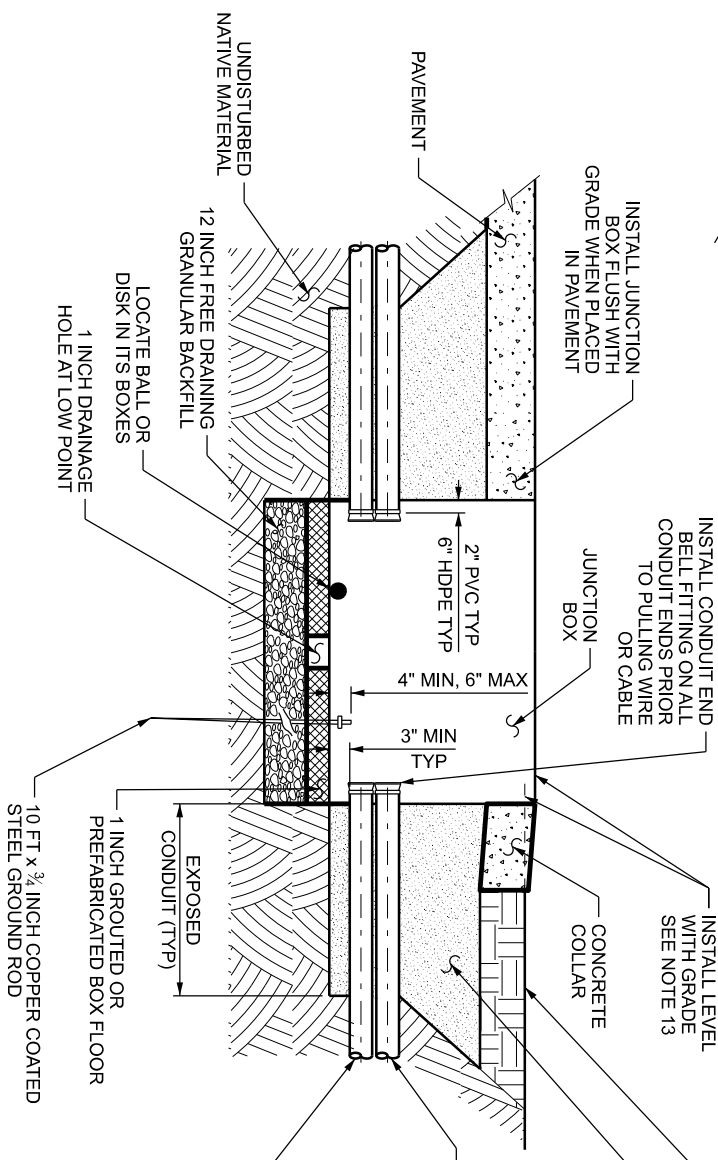 INSTALL JUNCTION
BOX FLUSH WITH
GRADE WHEN PLACED
IN PAVEMENT
PAVEMENT
UNDISTURBED
NATIVE MATERIAL
12 INCH FREE DRAINING
GRANULAR BACKFILL
LOCATE BALL OR
DISK IN ITS BOXES
1 INCH DRAINAGE
HOLE AT LOW POINT
INSTALL CONDUIT END
BELL FITTING ON ALL
CONDUIT ENDS PRIOR
TO PULLING WIRE
OR CABLE
JUNCTION
BOX
2" PVC TYP
6" HDPE TYP
4" MIN, 6" MAX
3" MIN
TYP
INSTALL LEVEL
WITH GRADE
SEE NOTE 13
CONCRETE
COLLAR
EXPOSED
CONDUIT (TYP)
1 INCH GROUTED OR
PREFABRICATED BOX FLOOR
10 FT x ¾ INCH COPPER COATED
STEEL GROUND ROD